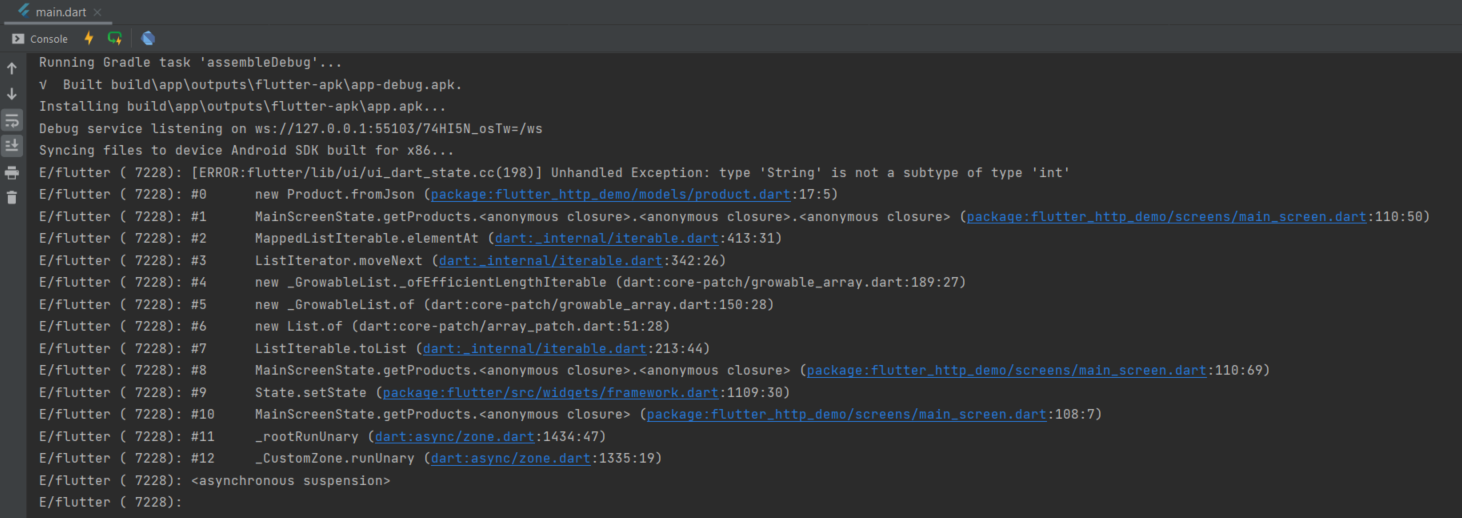 main.dart
Console
Running Gradle task 'assembleDebug'...
√  Built build\app\outputs\flutter-apk\app-debug.apk.
Installing build\app\outputs\flutter-apk\app.apk...
Debug service listening on ws://127.0.0.1:55103/74HI5N_osTw=/ws
Syncing files to device Android SDK built for x86...
E/flutter ( 7228): [ERROR:flutter/lib/ui/ui_dart_state.cc(198)] Unhandled Exception: type 'String' is not a subtype of type 'int'
E/flutter ( 7228): #0      new Product.fromJson (package:flutter_http_demo/models/product.dart:17:5)
E/flutter ( 7228): #1      MainScreenState.getProducts.<anonymous closure>.<anonymous closure>.<anonymous closure> (package:flutter_http_demo/screens/main_screen.dart:110:50)
E/flutter ( 7228): #2      MappedListIterable.elementAt (dart:_internal/iterable.dart:413:31)
E/flutter ( 7228): #3      ListIterator.moveNext (dart:_internal/iterable.dart:342:26)
E/flutter ( 7228): #4      new _GrowableList._ofEfficientLengthIterable (dart:core-patch/growable_array.dart:189:27)
E/flutter ( 7228): #5      new _GrowableList.of (dart:core-patch/growable_array.dart:150:28)
E/flutter ( 7228): #6      new List.of (dart:core-patch/array_patch.dart:51:28)
E/flutter ( 7228): #7      ListIterable.toList (dart:_internal/iterable.dart:213:44)
E/flutter ( 7228): #8      MainScreenState.getProducts.<anonymous closure>.<anonymous closure> (package:flutter_http_demo/screens/main_screen.dart:110:69)
E/flutter ( 7228): #9      State.setState (package:flutter/src/widgets/framework.dart:1109:30)
E/flutter ( 7228): #10     MainScreenState.getProducts.<anonymous closure> (package:flutter_http_demo/screens/main_screen.dart:108:7)
E/flutter ( 7228): #11     _rootRunUnary (dart:async/zone.dart:1434:47)
E/flutter ( 7228): #12     _CustomZone.runUnary (dart:async/zone.dart:1335:19)
E/flutter ( 7228): <asynchronous suspension>
E/flutter ( 7228):